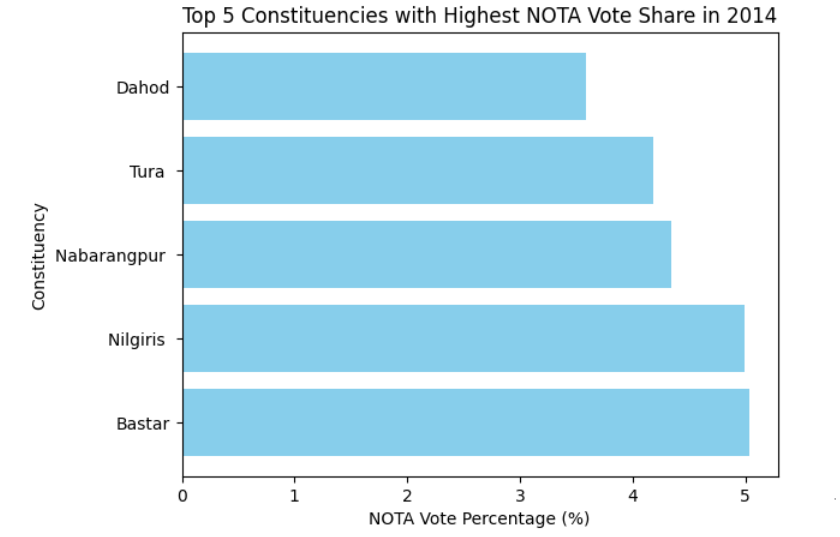 Top 5 Constituencies with Highest NOTA Vote Share in 2014
Constituency
Dahod
Tura
Nabarangpur
Nilgiris
Bastar
0 1 2 3 4 5
NOTA Vote Percentage (%)